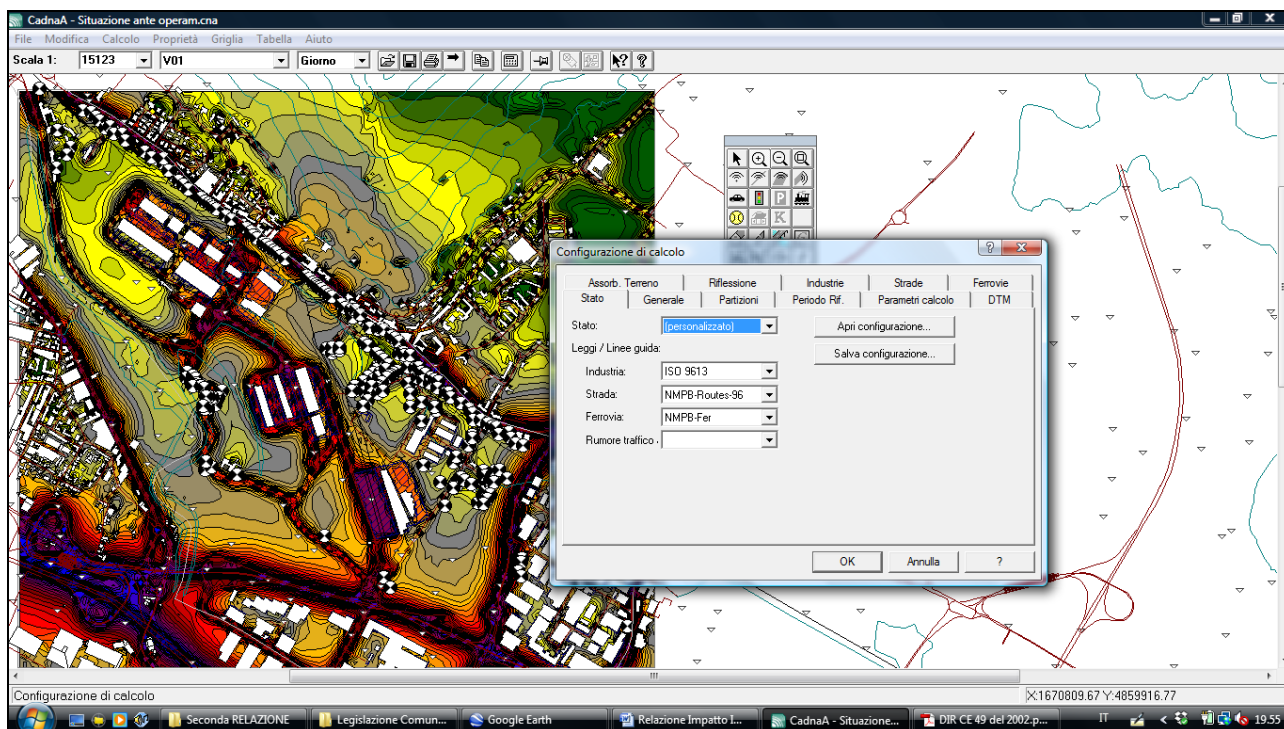 CadnaA - Situazione ante operam.cna
File Modifica Calcolo Proprietà Griglia Tabella Aiuto
Scala 1: 15123 V01 Giorno
Configurazione di calcolo
Assorb. Terreno Riflessione Industrie Strade Ferrovie
Stato Generale Partizioni Periodo Rif. Parametri calcolo DTM
Stato: (personalizzato) Apri configurazione...
Leggi / Linee guida: Salva configurazione...
Industria: ISO 9613
Strada: NMPB-Routes-96
Ferrovia: NMPB-Fer
Rumore traffico
OK Annulla ?
Configurazione di calcolo X:1670809.67 Y:4859916.77
Seconda RELAZIONE Legislazione Comun... Google Earth Relazione Impatto I... CadnaA - Situazione... DIR CE 49 del 2002.p... IT 19.55